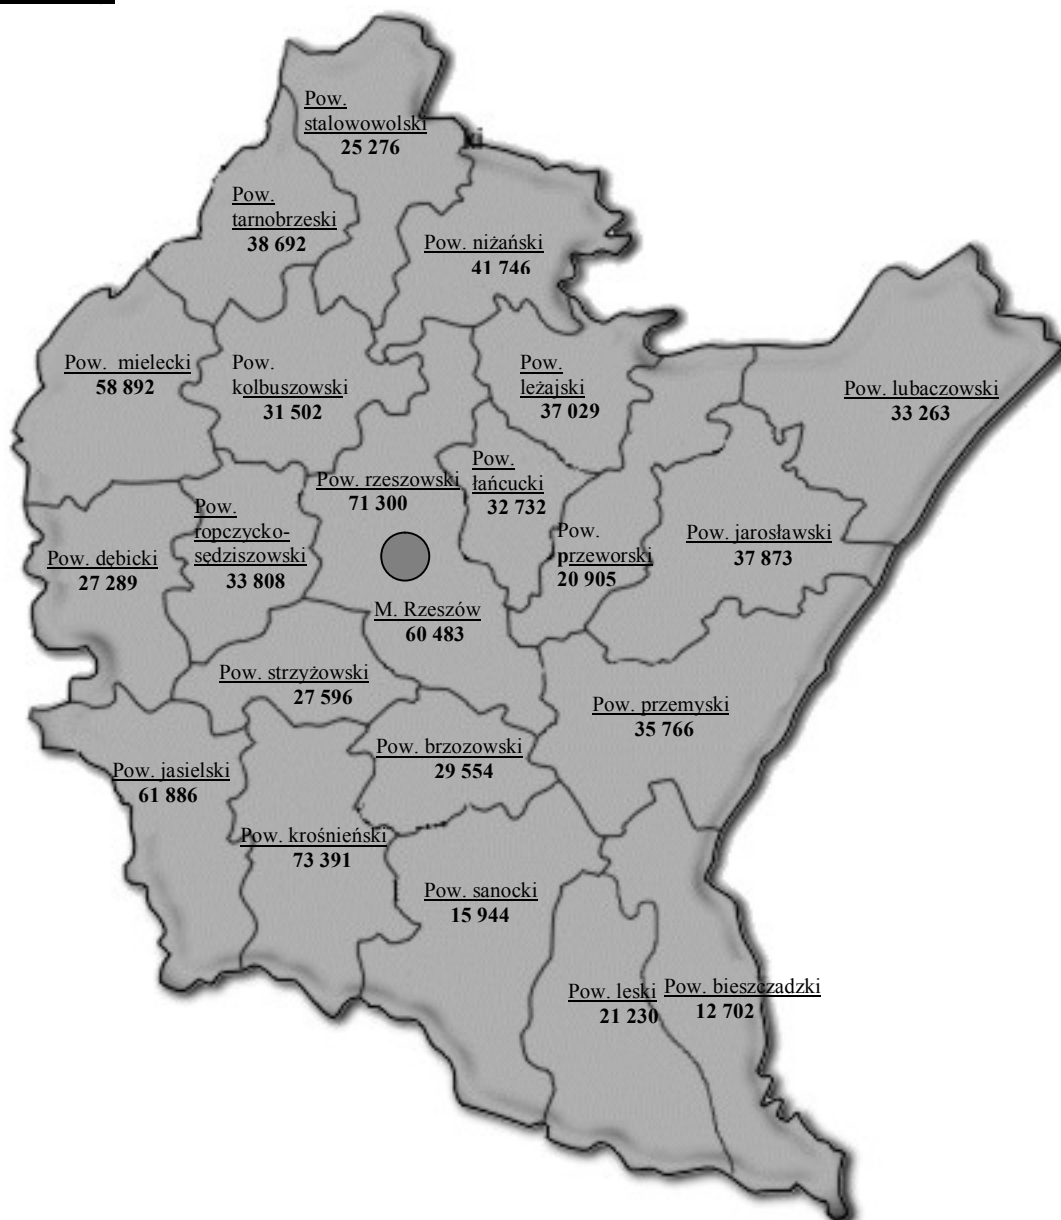 Pow.
stalowowolski
25 276
ki
Pow.
tarnobrzeski
38 692
Pow. niżański
41 746
Pow. mielecki
58 892
Pow.
kolbuszowski
31 502
Pow.
leżajski
37 029
Pow. lubaczowski
33 263
Pow. rzeszowski
71 300
Pow.
łańcucki
32 732
Pow.
ropczycko-
sędziszowski
33 808
Pow. dębicki
27 289
Pow.
przeworski
20 905
Pow. jarosławski
37 873
M. Rzeszów
60 483
Pow. strzyżowski
27 596
Pow. przemyski
35 766
Pow. brzozowski
29 554
Pow. jasielski
61 886
Pow. krośnieński
73 391
Pow. sanocki
15 944
Pow. leski
21 230
Pow. bieszczadzki
12 702